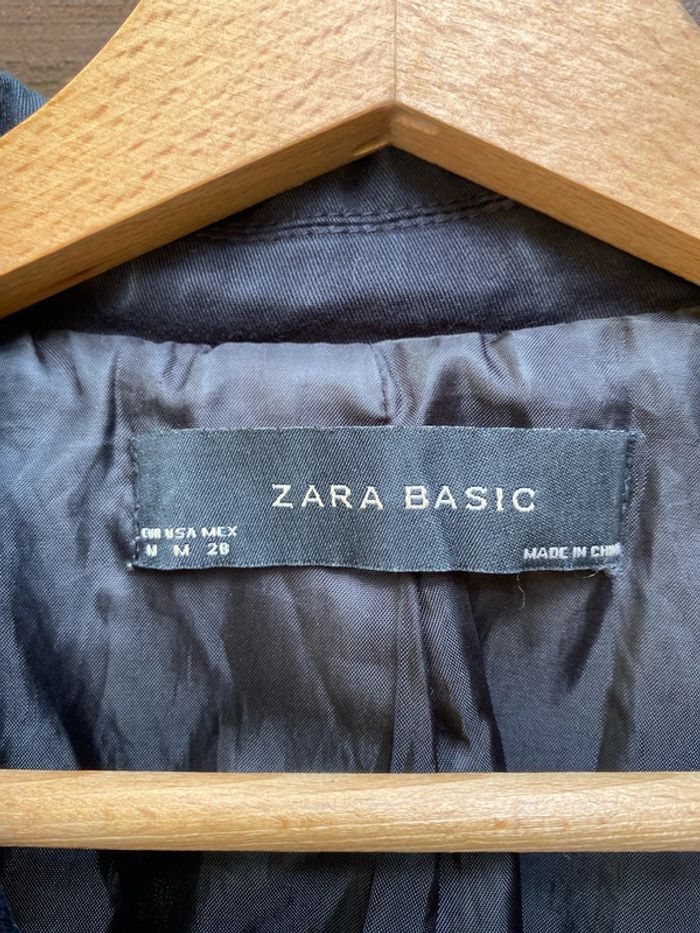 ZARA BASIC
EUR USA MEX
M M 28
MADE IN CHINA